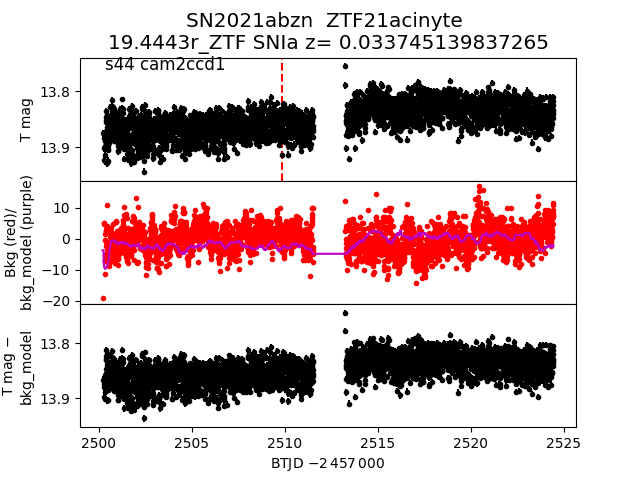 SN2021abzn  ZTF21acinyte
19.4443r_ZTF SNIa z= 0.033745139837265
s44 cam2ccd1
T mag
13.8
13.9
Bkg (red)/
bkg_model (purple)
10
0
−10
−20
T mag −
bkg_model
13.8
13.9
2500
2505
2510
2515
2520
2525
BTJD −2 457 000